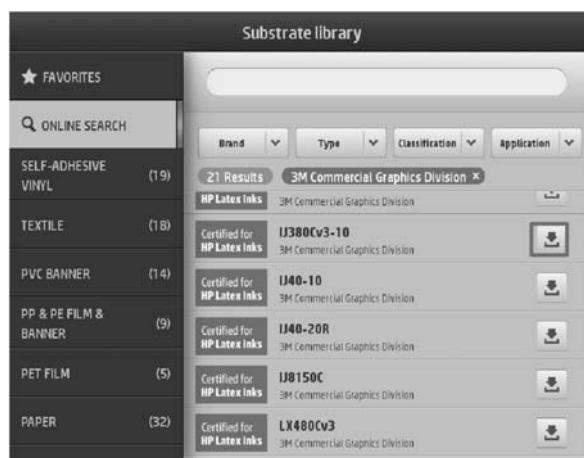 Substrate library
FAVORITES
ONLINE SEARCH
SELF-ADHESIVE
VINYL
(19)
TEXTILE (18)
PVC BANNER (14)
PP & PE FILM &
BANNER
(9)
PET FILM (5)
PAPER (32)
Brand Type Classification Application
21 Results 3M Commercial Graphics Division ×
HP Latex Inks 3M Commercial Graphics Division
Certified for
HP Latex Inks
IJ380Cv3-10
3M Commercial Graphics Division
Certified for
HP Latex Inks
IJ40-10
3M Commercial Graphics Division
Certified for
HP Latex Inks
IJ40-20R
3M Commercial Graphics Division
Certified for
HP Latex Inks
IJ8150C
3M Commercial Graphics Division
Certified for
HP Latex Inks
LX480Cv3
3M Commercial Graphics Division